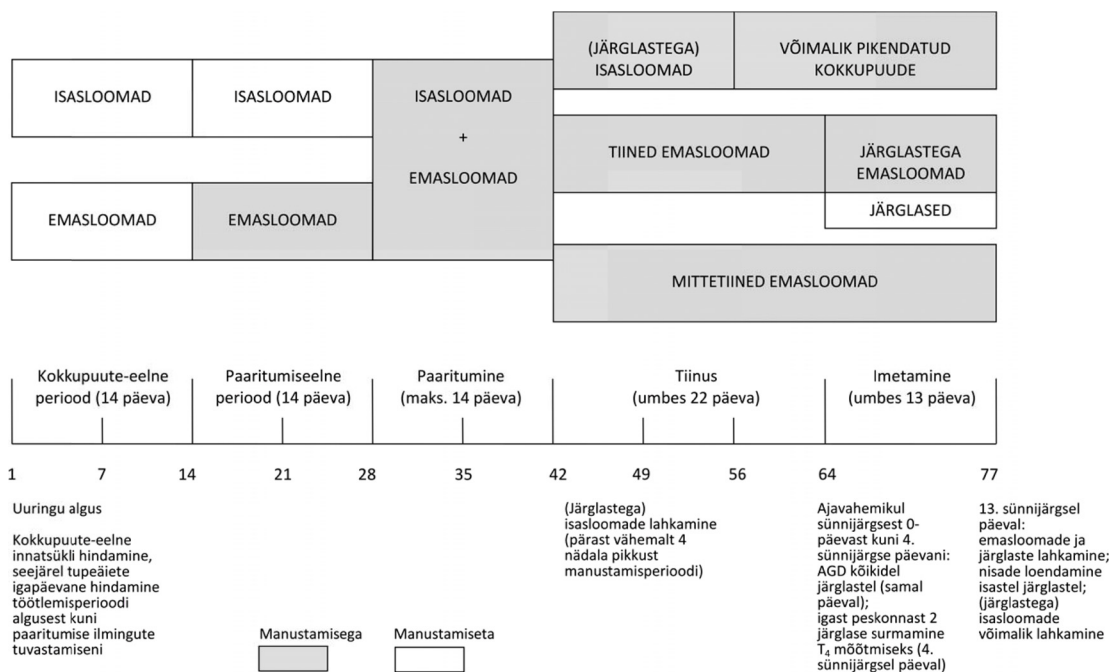 (JÄRGLASTEGA)
ISASLOOMAD
VÕIMALIK PIKENDATUD
KOKKUPUUDE
ISASLOOMAD
ISASLOOMAD
ISASLOOMAD
+
EMASLOOMAD
TIINED EMASLOOMAD
JÄRGLASTEGA
EMASLOOMAD
JÄRGLASED
EMASLOOMAD
EMASLOOMAD
MITTETIINED EMASLOOMAD
Kokkupuute-eelne
periood (14 päeva)
Paaritumiseelne
periood (14 päeva)
Paaritumine
(maks. 14 päeva)
Tiinus
(umbes 22 päeva)
Imetamine
(umbes 13 päeva)
1 7 14 21 28 35 42 49 56 64 77
Uuringu algus
Kokkupuute-eelne
innatsükli hindamine,
seejärel tupeäiete
igapäevane hindamine
töötlemisperioodi
algusest kuni
paaritumise ilmingute
tuvastamiseni
(Järglastega)
isasloomade lahkamine
(pärast vähemalt 4
nädala pikkust
manustamisperioodi)
Ajavahemikul
sünnijärgsest 0-
päevast kuni 4.
sünnijärgse päevani:
AGD kõikidel
järglastel (samal
päeval);
igast peskonnast 2
järglase surmamine
T4 mõõtmiseks (4.
sünnijärgsel päeval)
13. sünnijärgsel
päeval:
emasloomade ja
järglaste lahkamine;
nisade loendamine
isastel järglastel;
(järglastega)
isasloomade
võimalik lahkamine
Manustamisega
Manustamiseta